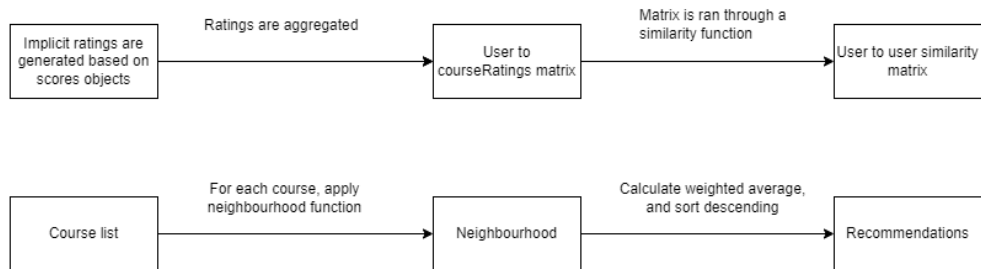 Ratings are aggregated
Matrix is ran through a
similarity function
Implicit ratings are
generated based on
scores objects
User to
courseRatings matrix
User to user similarity
matrix
For each course, apply
neighbourhood function
Calculate weighted average,
and sort descending
Course list
Neighbourhood
Recommendations